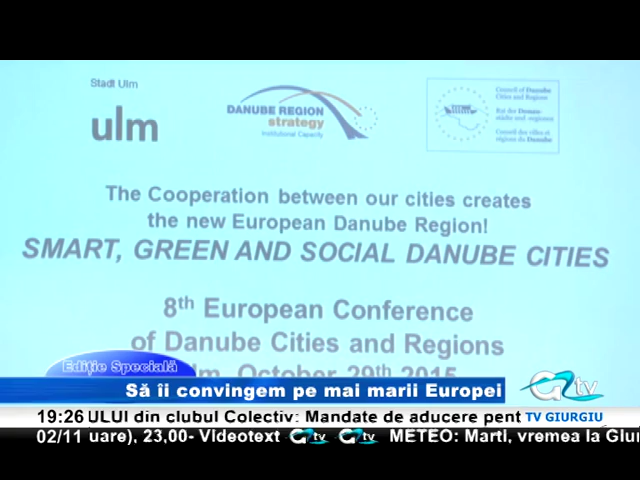 Stadt Ulm
ulm
DANUBE REGION
strategy
Institutional Capacity
Council of Danube
Cities and Regions
Rat der Donau-
städte und -regionen
Conseil des villes et
régions du Danube
The Cooperation between our cities creates
the new European Danube Region!
SMART, GREEN AND SOCIAL DANUBE CITIES
8th European Conference
of Danube Cities and Regions
Ulm, October 29th 2015
Ediție Specială
Să îi convingem pe mai marii Europei
G tv
19:26 ULUI din clubul Colectiv: Mandate de aducere pent TV GIURGIU
02/11 uare), 23,00- Videotext G tv G tv METEO: Marti, vremea la Giur